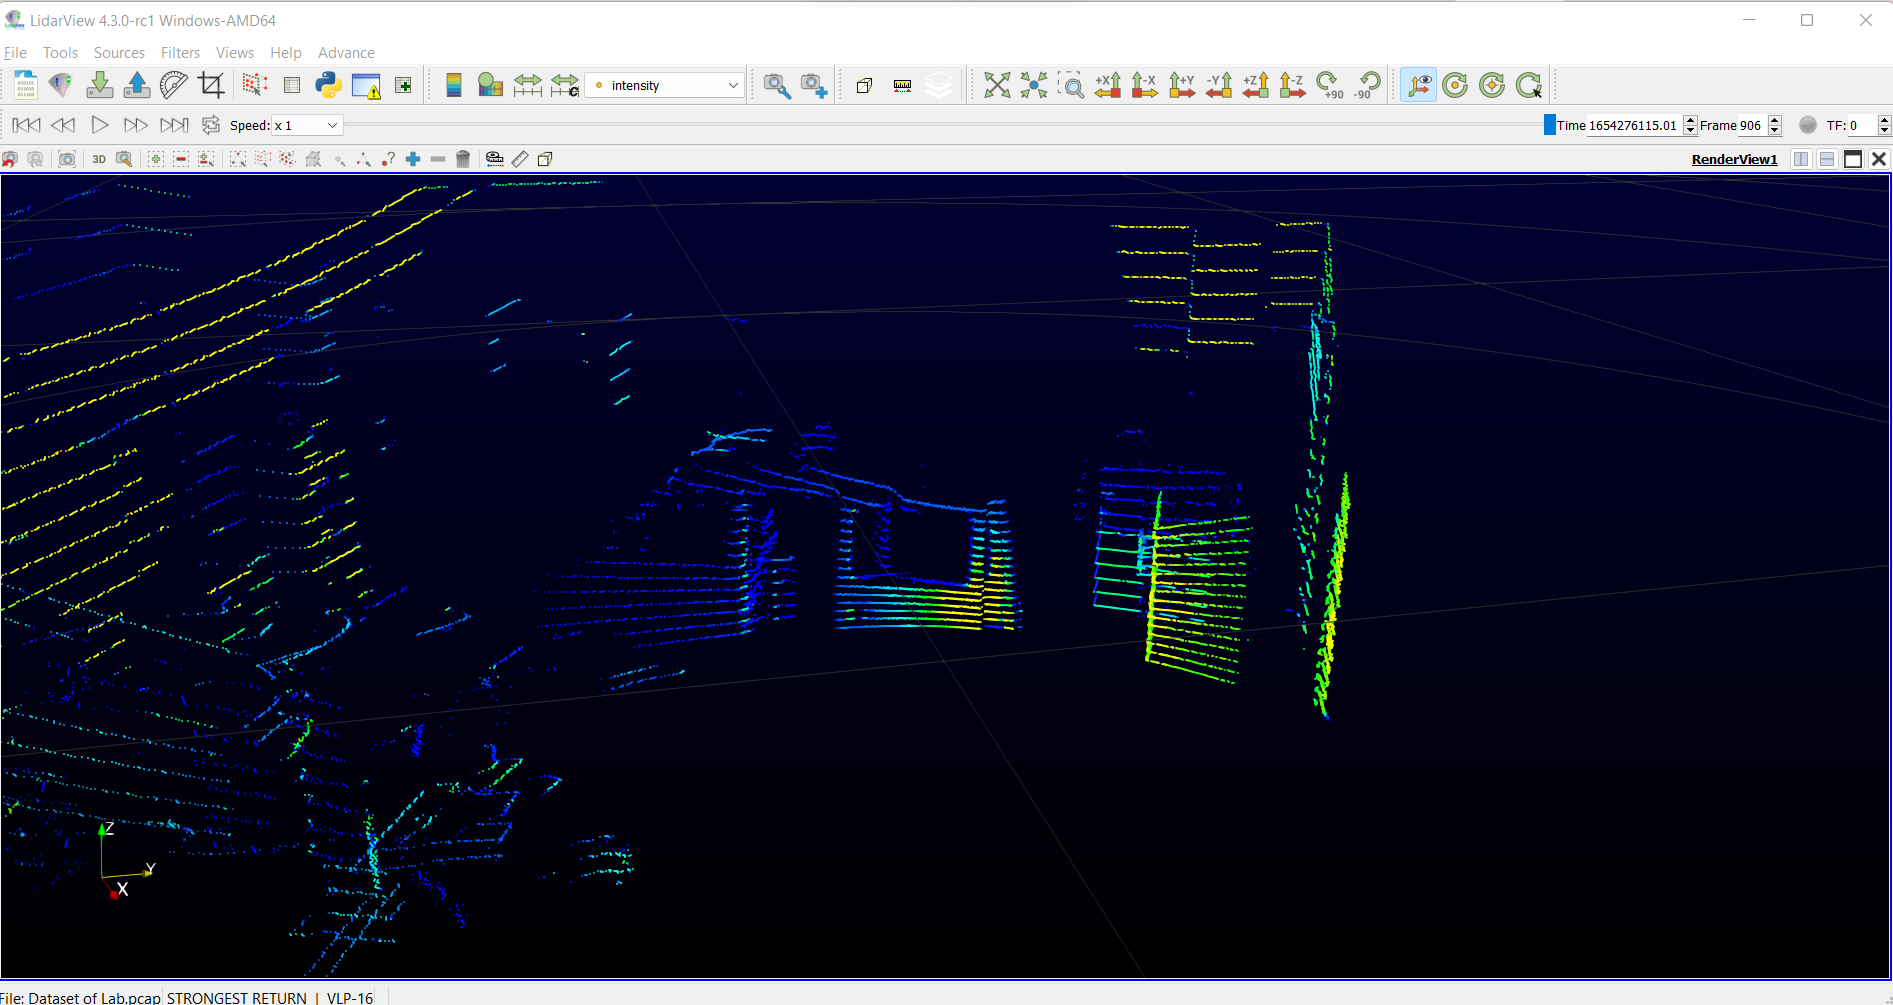 LidarView 4.3.0-rc1 Windows-AMD64
File Tools Sources Filters Views Help Advance
intensity +X -X +Y -Y +Z -Z +90 -90
Speed: x 1 Time 1654276115.01 Frame 906 TF: 0
3D RenderView1
Z
Y
X
File: Dataset of Lab.pcap STRONGEST RETURN | VLP-16